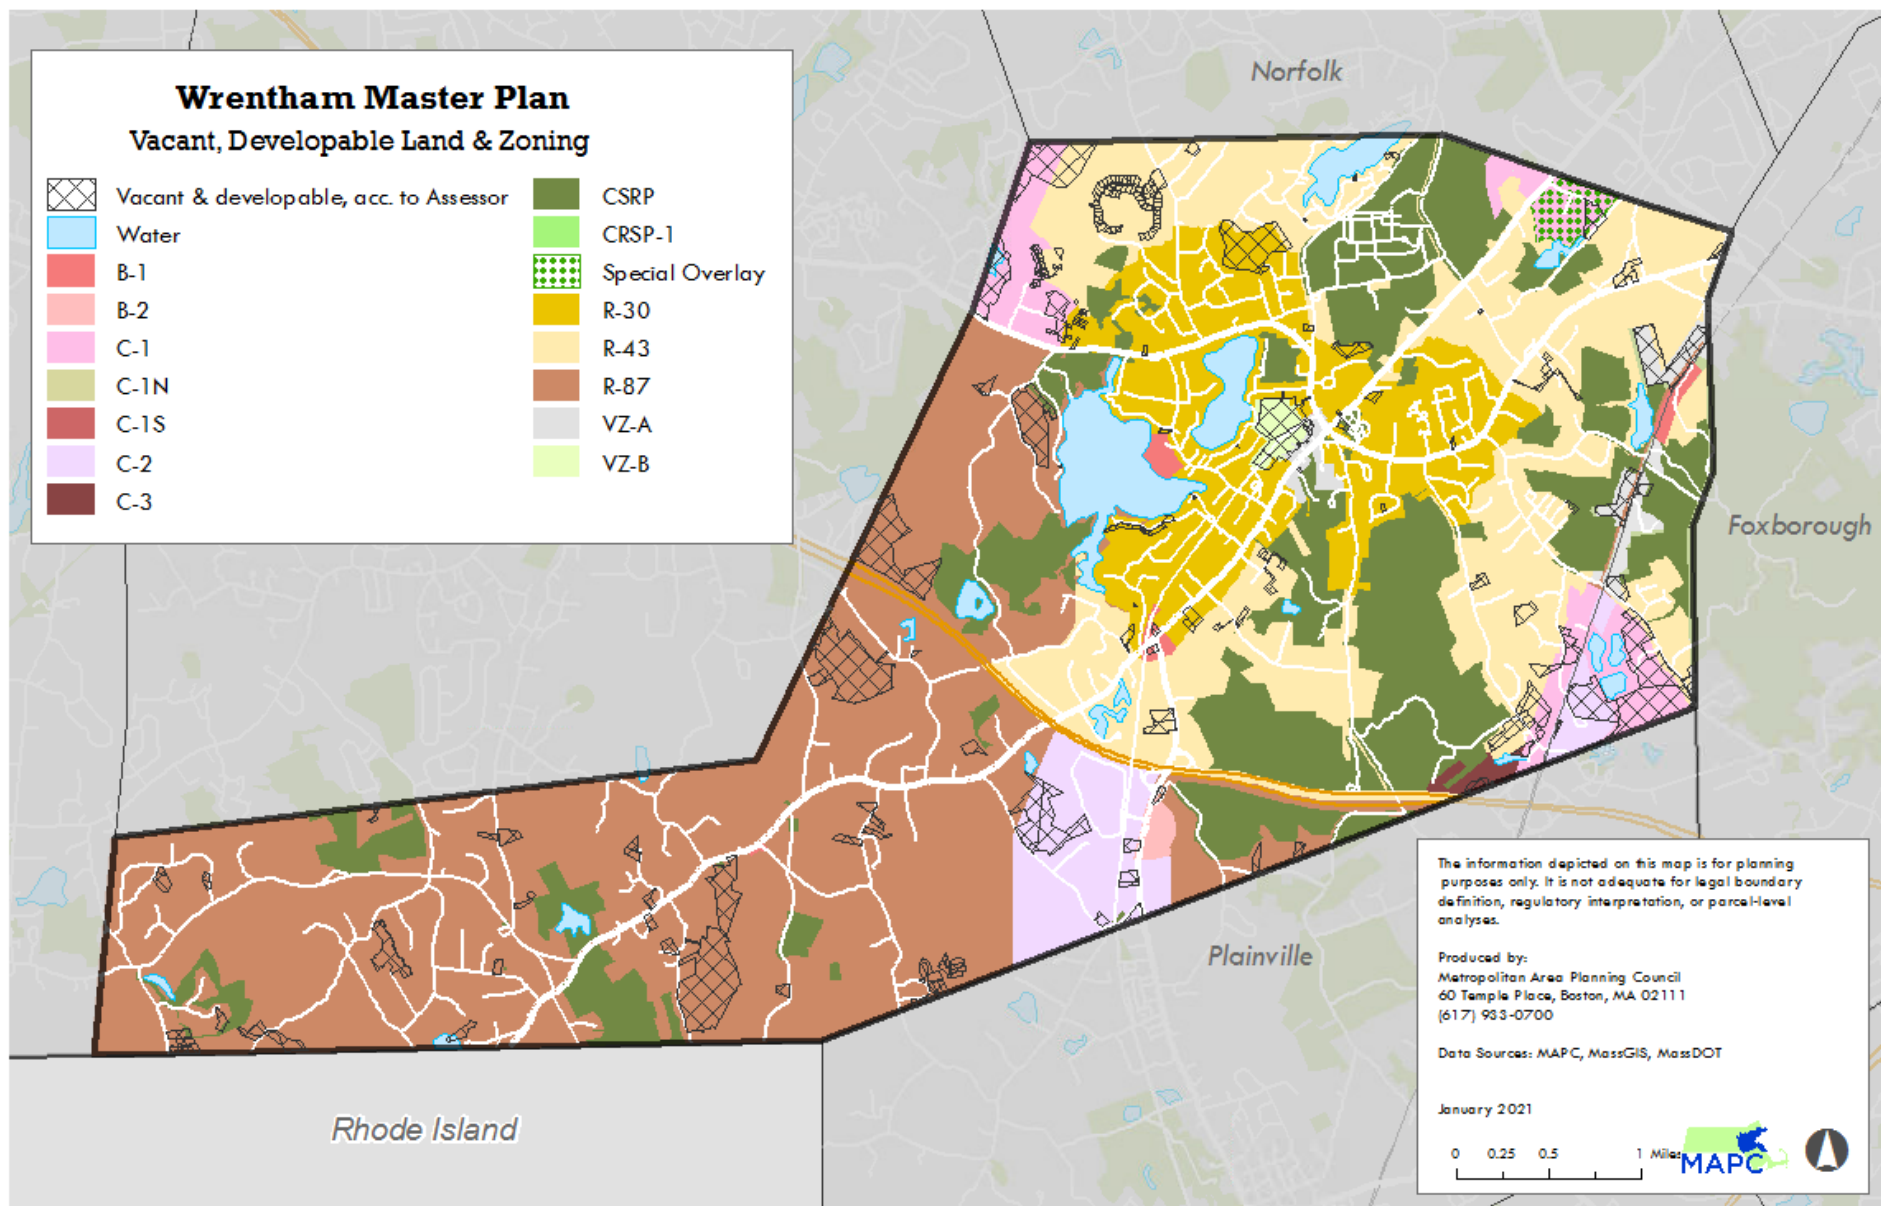 Wrentham Master Plan
Vacant, Developable Land & Zoning
Vacant & developable, acc. to Assessor
Water
B-1
B-2
C-1
C-1N
C-1S
C-2
C-3
CSRP
CRSP-1
Special Overlay
R-30
R-43
R-87
VZ-A
VZ-B
Norfolk
Foxborough
Plainville
Rhode Island
The information depicted on this map is for planning
purposes only. It is not adequate for legal boundary
definition, regulatory interpretation, or parcel-level
analyses.
Produced by:
Metropolitan Area Planning Council
60 Temple Place, Boston, MA 02111
(617) 933-0700
Data Sources: MAPC, MassGIS, MassDOT
January 2021
0 0.25 0.5 1 Miles
MAPC